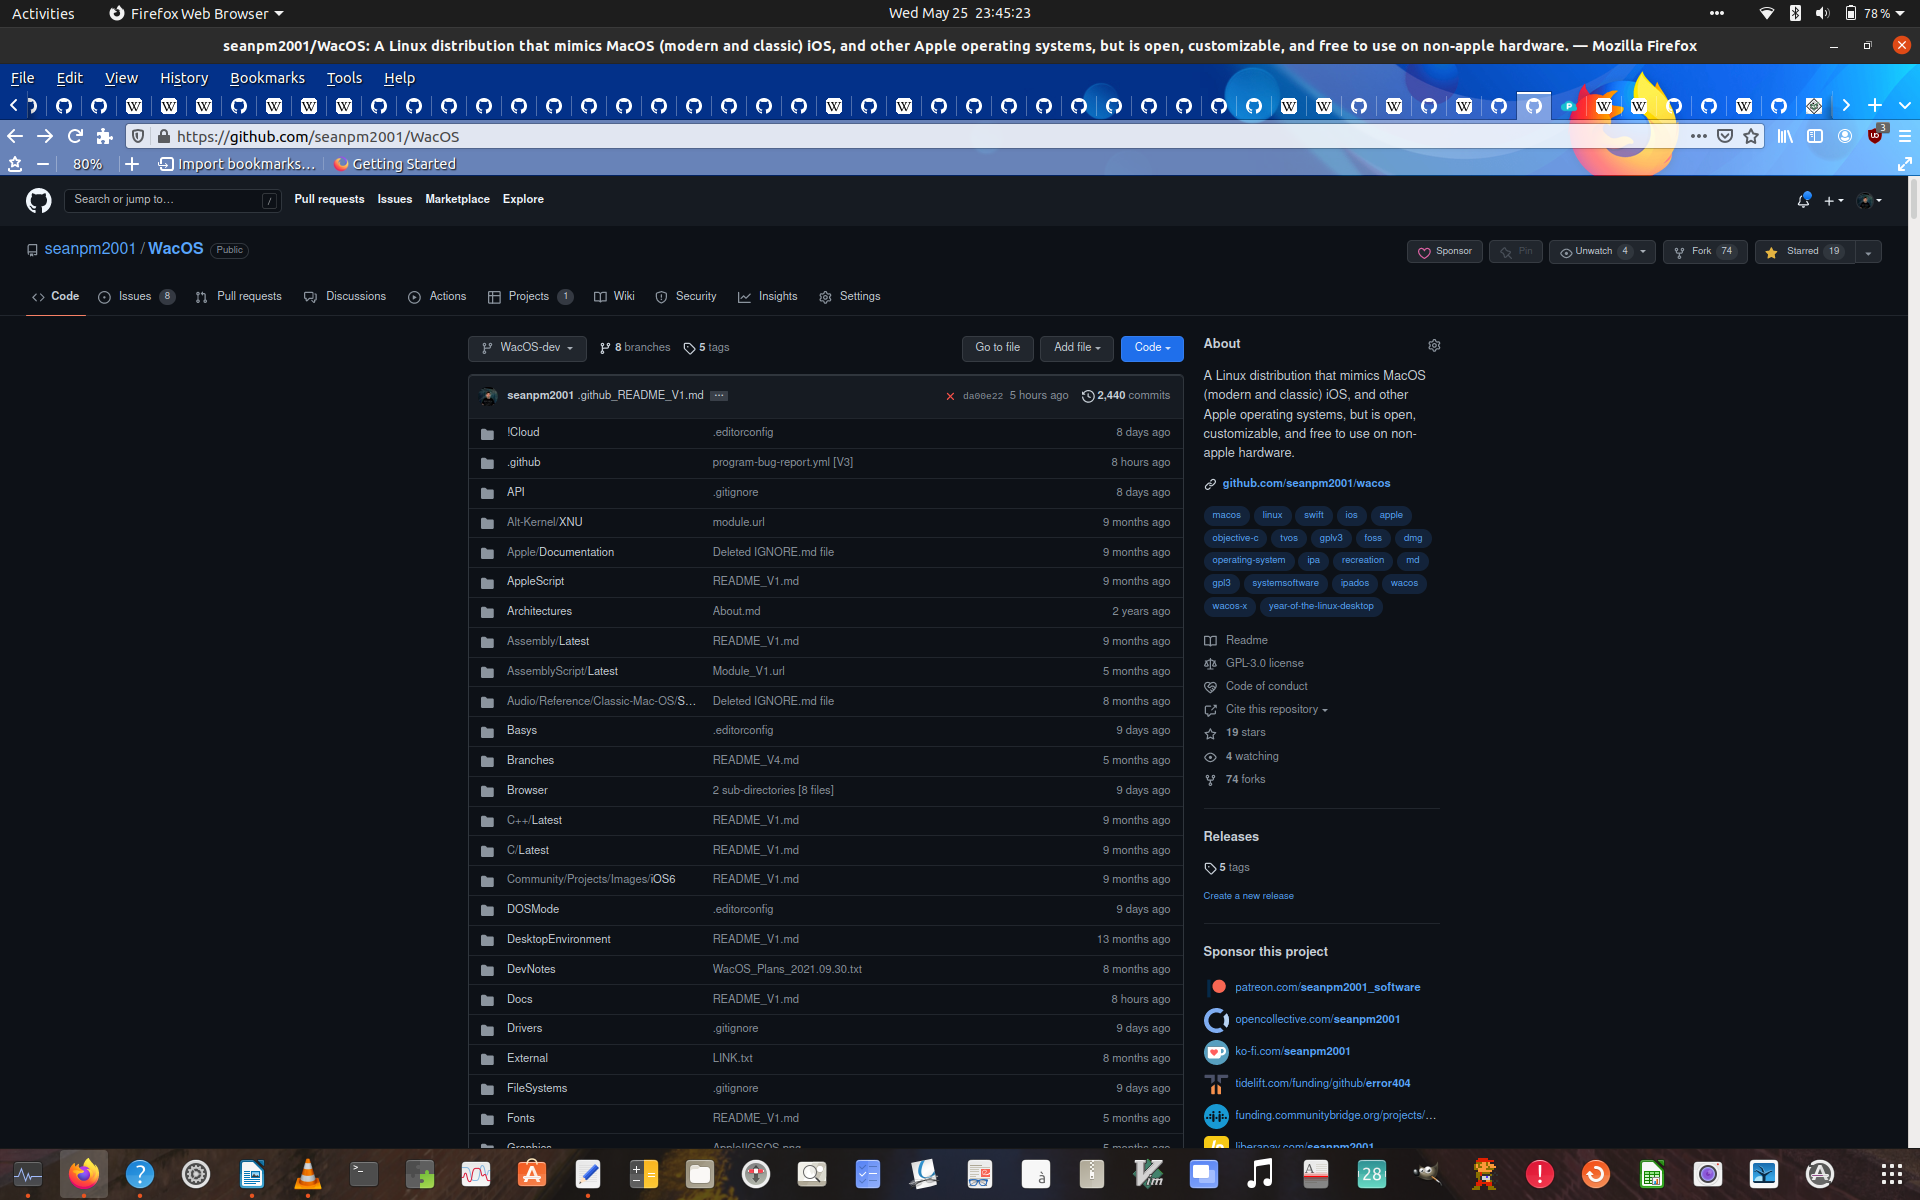 Activities
Firefox Web Browser
Wed May 25  23:45:23
78 %
seanpm2001/WacOS: A Linux distribution that mimics MacOS (modern and classic) iOS, and other Apple operating systems, but is open, customizable, and free to use on non-apple hardware. — Mozilla Firefox
File Edit View History Bookmarks Tools Help
https://github.com/seanpm2001/WacOS
3
80%
Import bookmarks...
Getting Started
Search or jump to...
/
Pull requests Issues Marketplace Explore
seanpm2001 / WacOS Public
Sponsor
Pin
Unwatch 4
Fork 74
Starred 19
Code
Issues 8
Pull requests
Discussions
Actions
Projects 1
Wiki
Security
Insights
Settings
WacOS-dev
8 branches
5 tags
Go to file
Add file
Code
seanpm2001 .github_README_V1.md ...
da00e22 5 hours ago 2,440 commits
!Cloud .editorconfig 8 days ago
.github program-bug-report.yml [V3] 8 hours ago
API .gitignore 8 days ago
Alt-Kernel/XNU module.url 9 months ago
Apple/Documentation Deleted IGNORE.md file 9 months ago
AppleScript README_V1.md 9 months ago
Architectures About.md 2 years ago
Assembly/Latest README_V1.md 9 months ago
AssemblyScript/Latest Module_V1.url 5 months ago
Audio/Reference/Classic-Mac-OS/S... Deleted IGNORE.md file 8 months ago
Basys .editorconfig 9 days ago
Branches README_V4.md 5 months ago
Browser 2 sub-directories [8 files] 9 days ago
C++/Latest README_V1.md 9 months ago
C/Latest README_V1.md 9 months ago
Community/Projects/Images/iOS6 README_V1.md 9 months ago
DOSMode .editorconfig 9 days ago
DesktopEnvironment README_V1.md 13 months ago
DevNotes WacOS_Plans_2021.09.30.txt 8 months ago
Docs README_V1.md 8 hours ago
Drivers .gitignore 9 days ago
External LINK.txt 8 months ago
FileSystems .gitignore 9 days ago
Fonts README_V1.md 5 months ago
Graphics AppleIIGSOS.png 5 months ago
About
A Linux distribution that mimics MacOS
(modern and classic) iOS, and other
Apple operating systems, but is open,
customizable, and free to use on non-
apple hardware.
github.com/seanpm2001/wacos
macos linux swift ios apple
objective-c tvos gplv3 foss dmg
operating-system ipa recreation md
gpl3 systemsoftware ipados wacos
wacos-x year-of-the-linux-desktop
Readme
GPL-3.0 license
Code of conduct
Cite this repository
19 stars
4 watching
74 forks
Releases
5 tags
Create a new release
Sponsor this project
patreon.com/seanpm2001_software
opencollective.com/seanpm2001
ko-fi.com/seanpm2001
tidelift.com/funding/github/error404
funding.communitybridge.org/projects/...
liberapay.com/seanpm2001
28